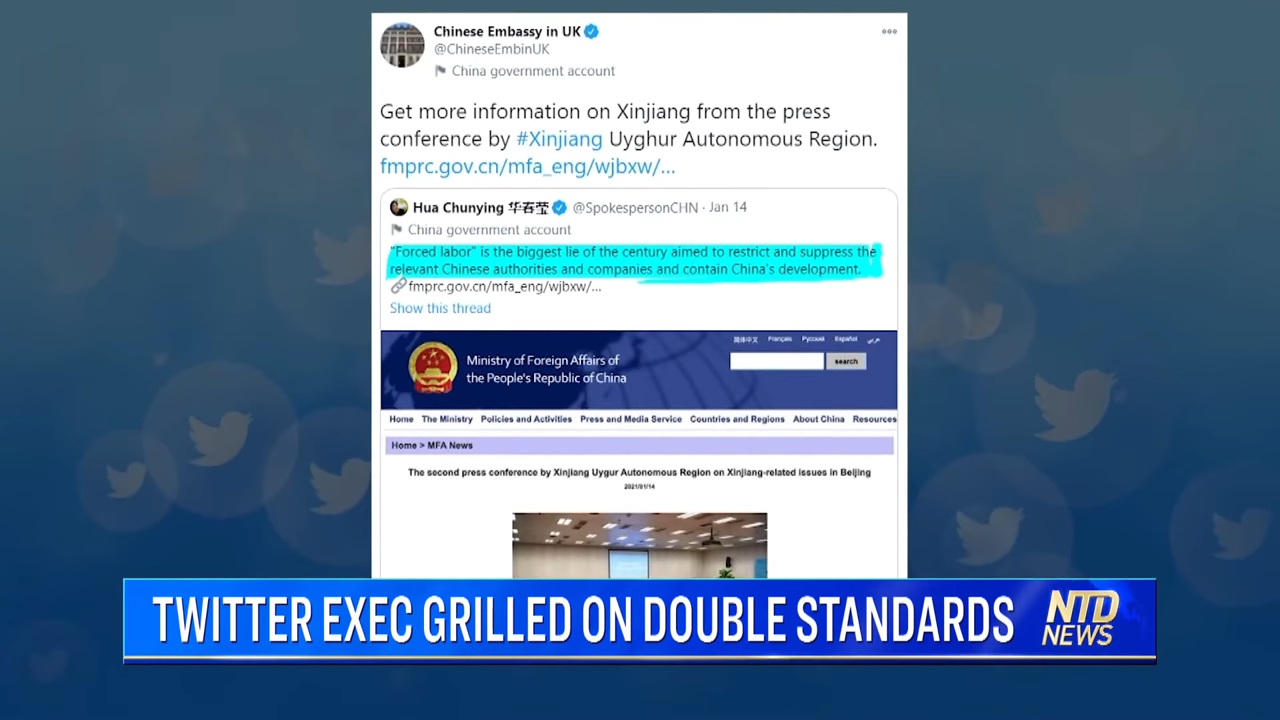 Chinese Embassy in UK
@ChineseEmbinUK
China government account
Get more information on Xinjiang from the press
conference by #Xinjiang Uyghur Autonomous Region.
fmprc.gov.cn/mfa_eng/wjbxw/...
Hua Chunying 华春莹 @SpokespersonCHN · Jan 14
China government account
"Forced labor" is the biggest lie of the century aimed to restrict and suppress the
relevant Chinese authorities and companies and contain China's development.
fmprc.gov.cn/mfa_eng/wjbxw/...
Show this thread
简体中文 Français Русский Español عربي
Ministry of Foreign Affairs of
the People's Republic of China
search
Home The Ministry Policies and Activities Press and Media Service Countries and Regions About China Resources
Home > MFA News
The second press conference by Xinjiang Uygur Autonomous Region on Xinjiang-related issues in Beijing
2021/01/14
TWITTER EXEC GRILLED ON DOUBLE STANDARDS
NTD
NEWS